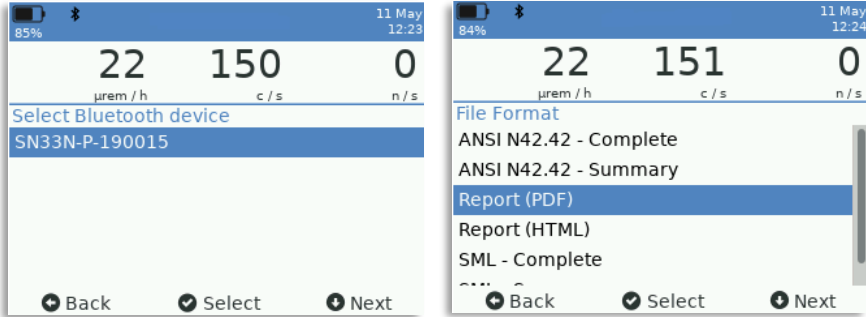 11 May
85%
12:23
22 150 0
µrem / h c / s n / s
Select Bluetooth device
SN33N-P-190015
Back Select Next
11 May
84%
12:24
22 151 0
µrem / h c / s n / s
File Format
ANSI N42.42 - Complete
ANSI N42.42 - Summary
Report (PDF)
Report (HTML)
SML - Complete
Back Select Next